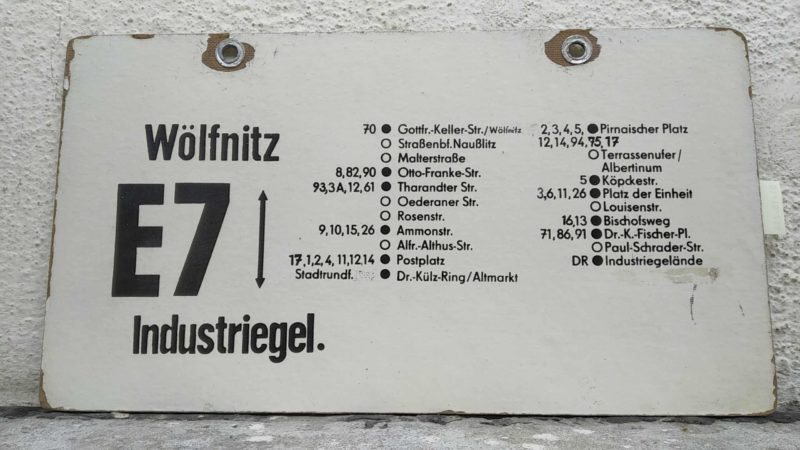 Wölfnitz
E7
Industriegel.
70 ● Gottfr.-Keller-Str./Wölfnitz
○ Straßenbf. Naußlitz
○ Malterstraße
8,82,90 ● Otto-Franke-Str.
93,3A,12,61 ● Tharandter Str.
○ Oederaner Str.
○ Rosenstr.
9,10,15,26 ● Ammonstr.
○ Alfr.-Althus-Str.
17,1,2,4,11,12,14 ● Postplatz
Stadtrundf. ● Dr.-Külz-Ring/Altmarkt
2,3,4,5, ● Pirnaischer Platz
12,14,94,75,17
○ Terrassenufer/
Albertinum
5 ● Köpckestr.
3,6,11,26 ● Platz der Einheit
○ Louisenstr.
16,13 ● Bischofsweg
71,86,91 ● Dr.-K.-Fischer-Pl.
○ Paul-Schrader-Str.
DR ● Industriegelände